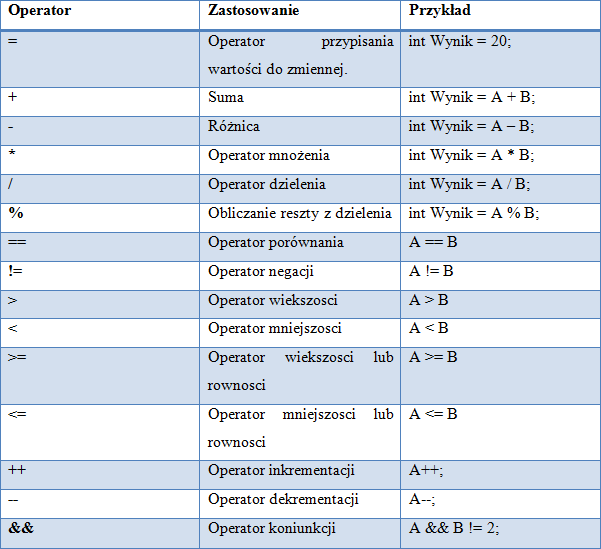 Operator Zastosowanie Przykład
= Operator przypisania int Wynik = 20;
wartości do zmiennej.
+ Suma int Wynik = A + B;
- Różnica int Wynik = A – B;
* Operator mnożenia int Wynik = A * B;
/ Operator dzielenia int Wynik = A / B;
% Obliczanie reszty z dzielenia int Wynik = A % B;
== Operator porównania A == B
!= Operator negacji A != B
> Operator wiekszosci A > B
< Operator mniejszosci A < B
>= Operator wiekszosci lub A >= B
rownosci
<= Operator mniejszosci lub A <= B
rownosci
++ Operator inkrementacji A++;
-- Operator dekrementacji A--;
&& Operator koniunkcji A && B != 2;